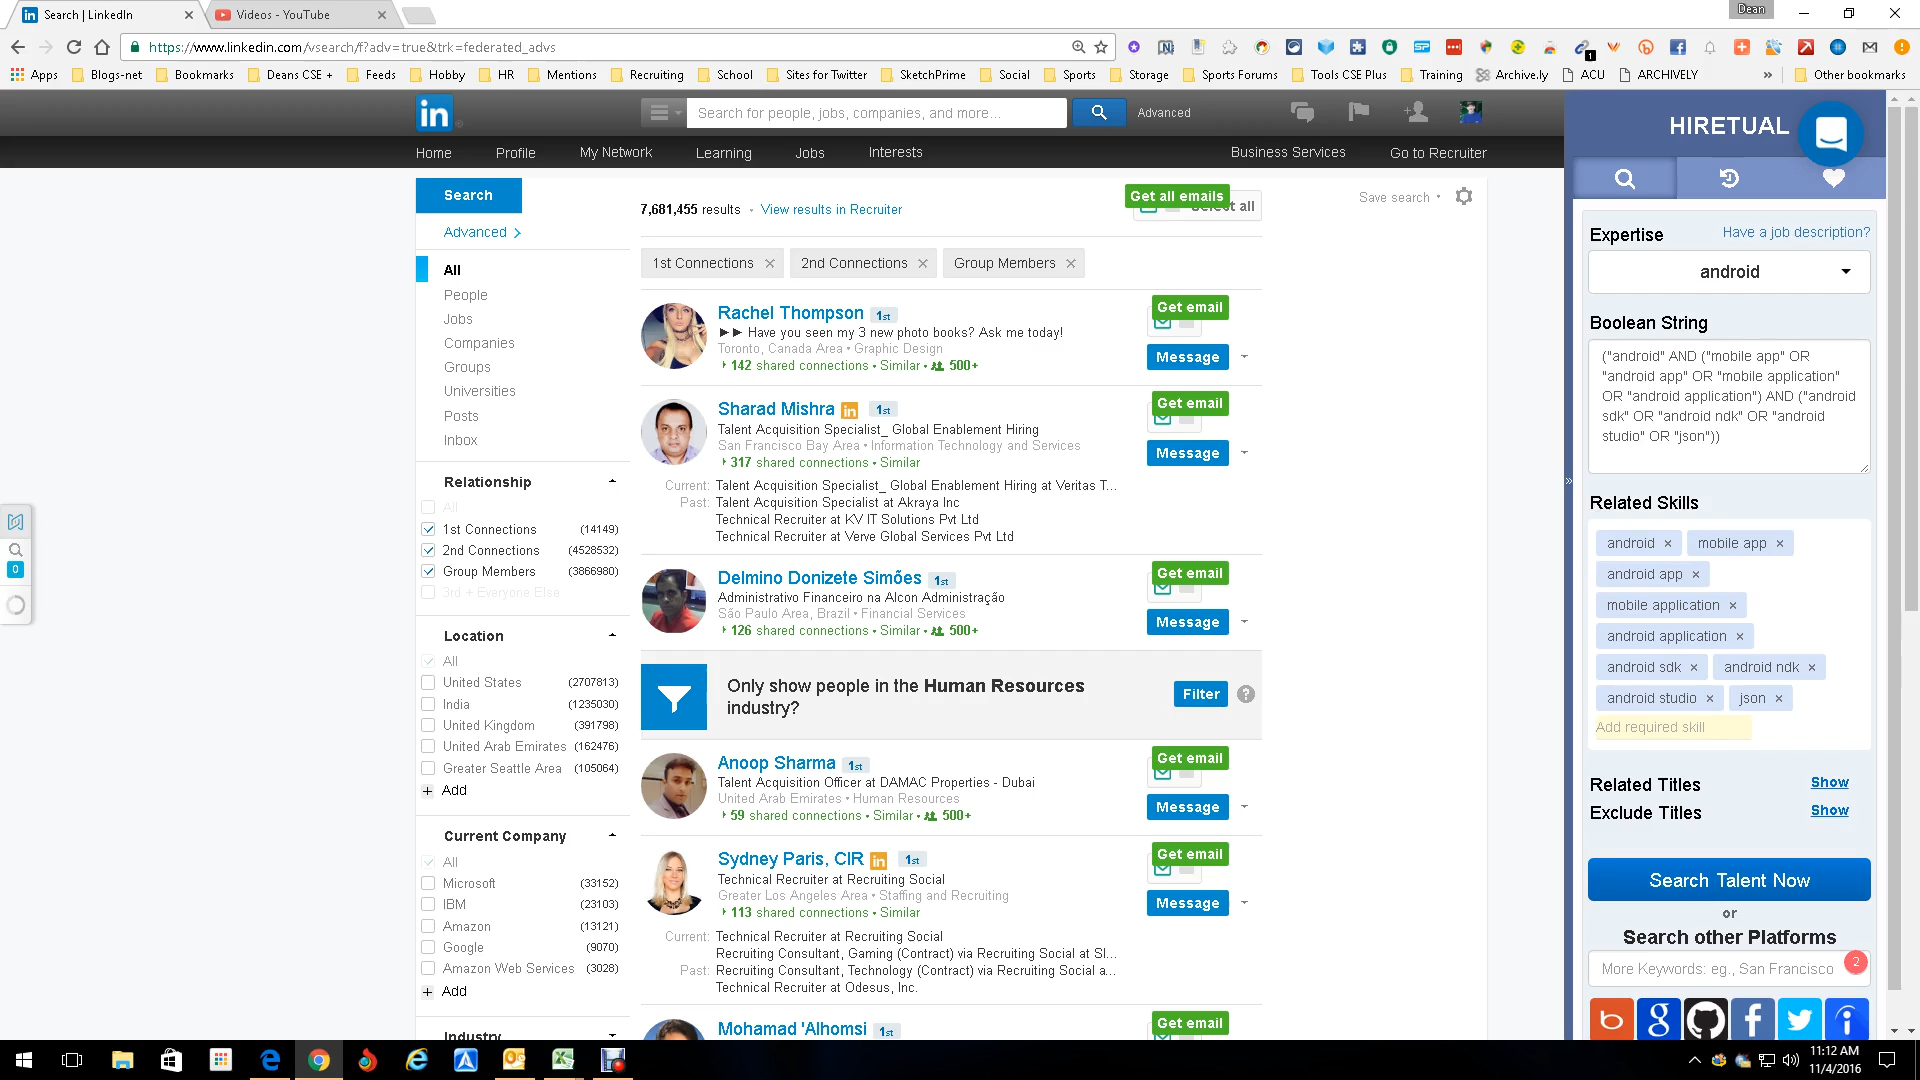 Search | LinkedIn
Videos - YouTube
Dean
https://www.linkedin.com/vsearch/f?adv=true&trk=federated_advs
Apps Blogs-net Bookmarks Deans CSE + Feeds Hobby HR Mentions Recruiting School Sites for Twitter SketchPrime Social Sports Storage Sports Forums Tools CSE Plus Training Archive.ly ACU ARCHIVELY » Other bookmarks
in
Search for people, jobs, companies, and more...
Advanced
Home Profile My Network Learning Jobs Interests Business Services Go to Recruiter
Search
Advanced >
All
People
Jobs
Companies
Groups
Universities
Posts
Inbox
Relationship
All
1st Connections (14149)
2nd Connections (4528532)
Group Members (3866980)
3rd + Everyone Else
Location
All
United States (2707813)
India (1235030)
United Kingdom (391798)
United Arab Emirates (162476)
Greater Seattle Area (105064)
+ Add
Current Company
All
Microsoft (33152)
IBM (23103)
Amazon (13121)
Google (9070)
Amazon Web Services (3028)
+ Add
Industry
7,681,455 results • View results in Recruiter
Get all emails
Select all
Save search •
1st Connections × 2nd Connections × Group Members ×
Rachel Thompson 1st
►► Have you seen my 3 new photo books? Ask me today!
Toronto, Canada Area • Graphic Design
142 shared connections • Similar • 500+
Get email
Message
Sharad Mishra in 1st
Talent Acquisition Specialist_ Global Enablement Hiring
San Francisco Bay Area • Information Technology and Services
317 shared connections • Similar
Current: Talent Acquisition Specialist_ Global Enablement Hiring at Veritas T...
Past: Talent Acquisition Specialist at Akraya Inc
Technical Recruiter at KV IT Solutions Pvt Ltd
Technical Recruiter at Verve Global Services Pvt Ltd
Get email
Message
Delmino Donizete Simões 1st
Administrativo Financeiro na Alcon Administração
São Paulo Area, Brazil • Financial Services
126 shared connections • Similar • 500+
Get email
Message
Only show people in the Human Resources
industry?
Filter
?
Anoop Sharma 1st
Talent Acquisition Officer at DAMAC Properties - Dubai
United Arab Emirates • Human Resources
59 shared connections • Similar • 500+
Get email
Message
Sydney Paris, CIR in 1st
Technical Recruiter at Recruiting Social
Greater Los Angeles Area • Staffing and Recruiting
113 shared connections • Similar
Current: Technical Recruiter at Recruiting Social
Recruiting Consultant, Gaming (Contract) via Recruiting Social at SI...
Past: Recruiting Consultant, Technology (Contract) via Recruiting Social a...
Technical Recruiter at Odesus, Inc.
Get email
Message
Mohamad 'Alhomsi 1st
Get email
HIRETUAL
Expertise
Have a job description?
android
Boolean String
("android" AND ("mobile app" OR
"android app" OR "mobile application"
OR "android application") AND ("android
sdk" OR "android ndk" OR "android
studio" OR "json"))
Related Skills
android × mobile app ×
android app ×
mobile application ×
android application ×
android sdk × android ndk ×
android studio × json ×
Add required skill
Related Titles Show
Exclude Titles Show
Search Talent Now
or
Search other Platforms
More Keywords: eg., San Francisco
2
0
11:12 AM
11/4/2016